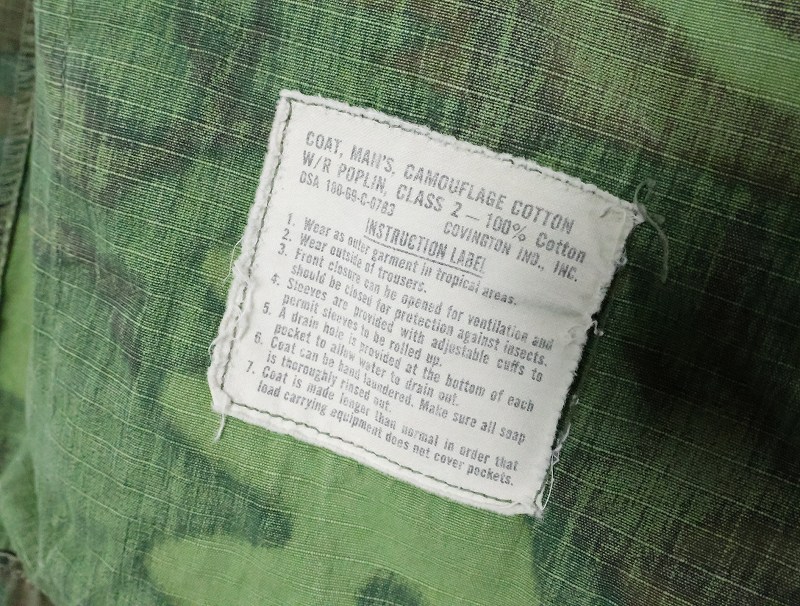 COAT, MAN'S, CAMOUFLAGE COTTON
W/R POPLIN, CLASS 2 — 100% Cotton
DSA 100-69-C-0783 COVINGTON IND., INC.
INSTRUCTION LABEL
1. Wear as outer garment in tropical areas.
2. Wear outside of trousers.
3. Front closure can be opened for ventilation and
should be closed for protection against insects.
4. Sleeves are provided with adjustable cuffs to
permit sleeves to be rolled up.
5. A drain hole is provided at the bottom of each
pocket to allow water to drain out.
6. Coat can be hand laundered. Make sure all soap
is thoroughly rinsed out.
7. Coat is made longer than normal in order that
load carrying equipment does not cover pockets.